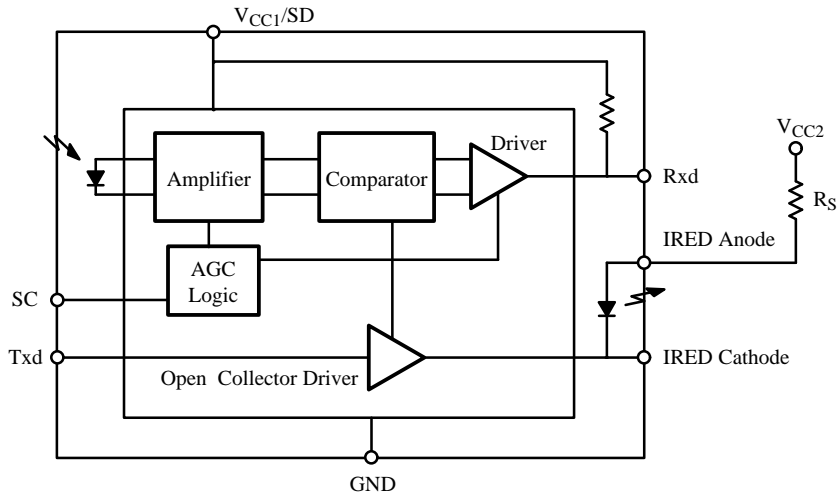 VCC1/SD
Driver
VCC2
Amplifier
Comparator
Rxd
RS
IRED Anode
AGC
Logic
SC
Txd
Open Collector Driver
IRED Cathode
GND